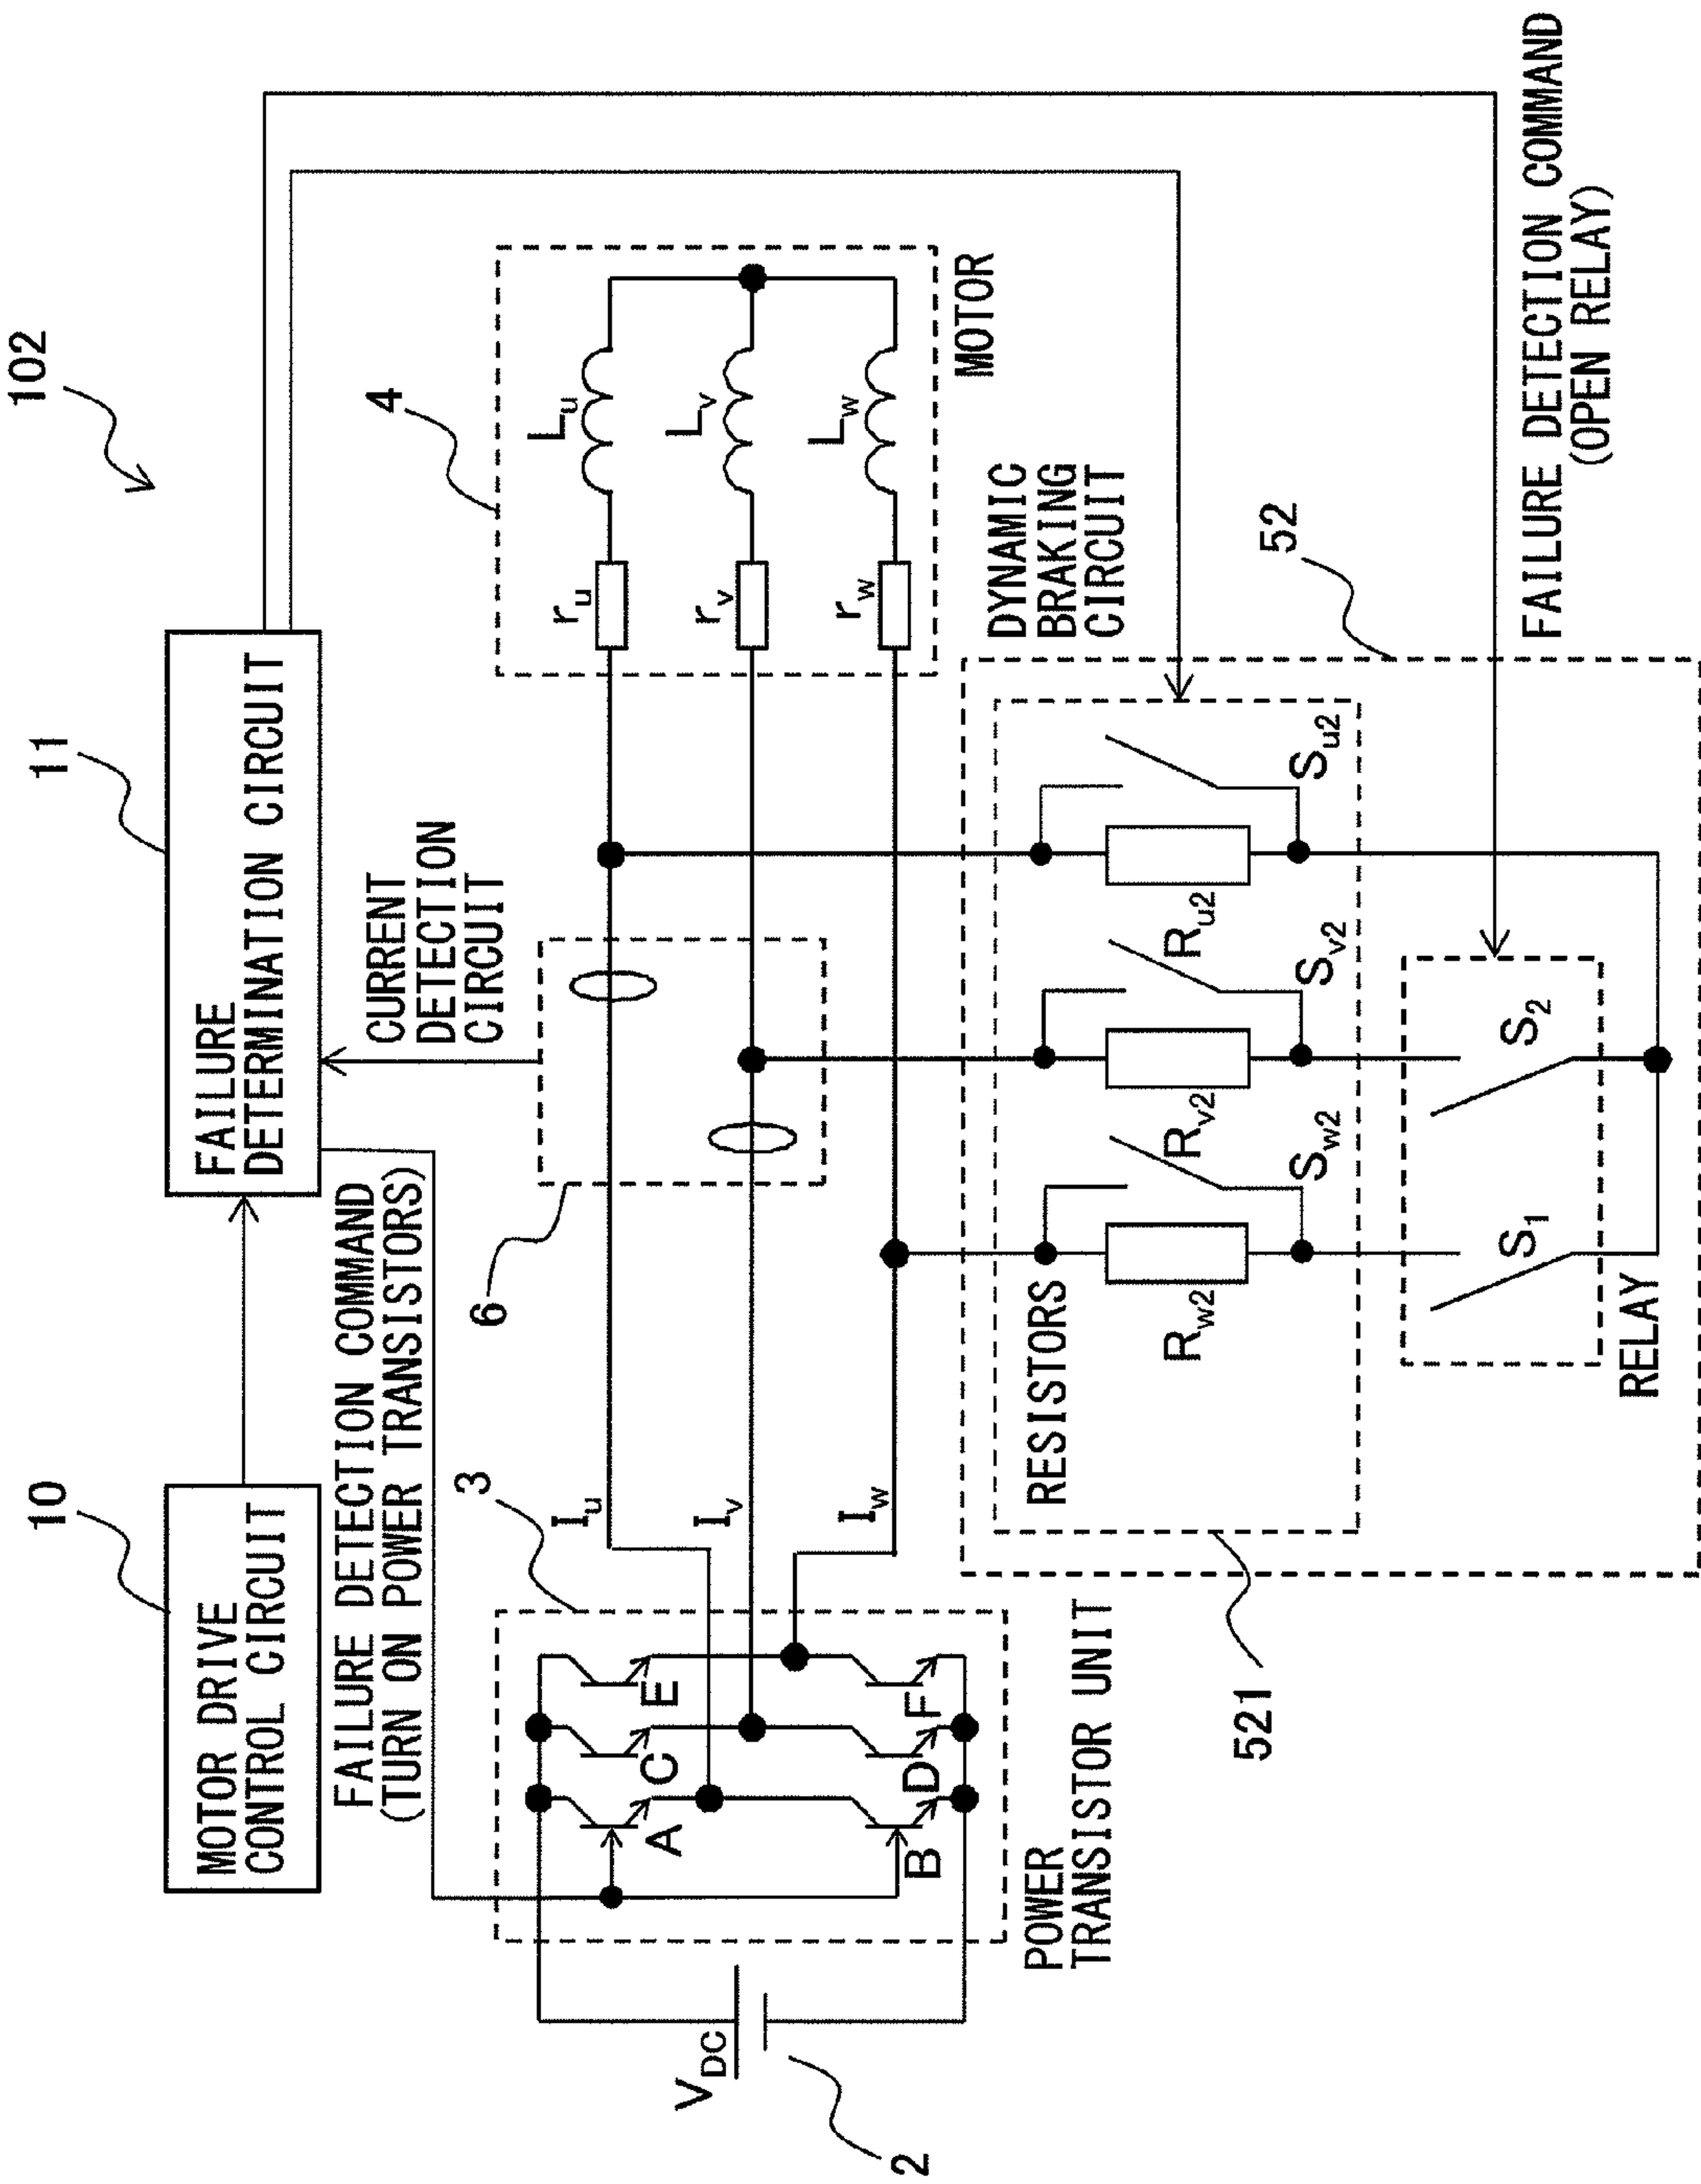 102
10
MOTOR DRIVE
CONTROL CIRCUIT
11
FAILURE
DETERMINATION CIRCUIT
FAILURE DETECTION COMMAND
(TURN ON POWER TRANSISTORS)
CURRENT
DETECTION
CIRCUIT
4
3
6
Iu
Iv
Iw
ru
rv
rw
Lu
Lv
Lw
MOTOR
VDC
2
A
C
E
B
D
F
POWER
TRANSISTOR UNIT
DYNAMIC
BRAKING
CIRCUIT
52
521
RESISTORS
Rw2
Rv2
Ru2
Sw2
Sv2
Su2
S1
S2
RELAY
FAILURE DETECTION COMMAND
(OPEN RELAY)